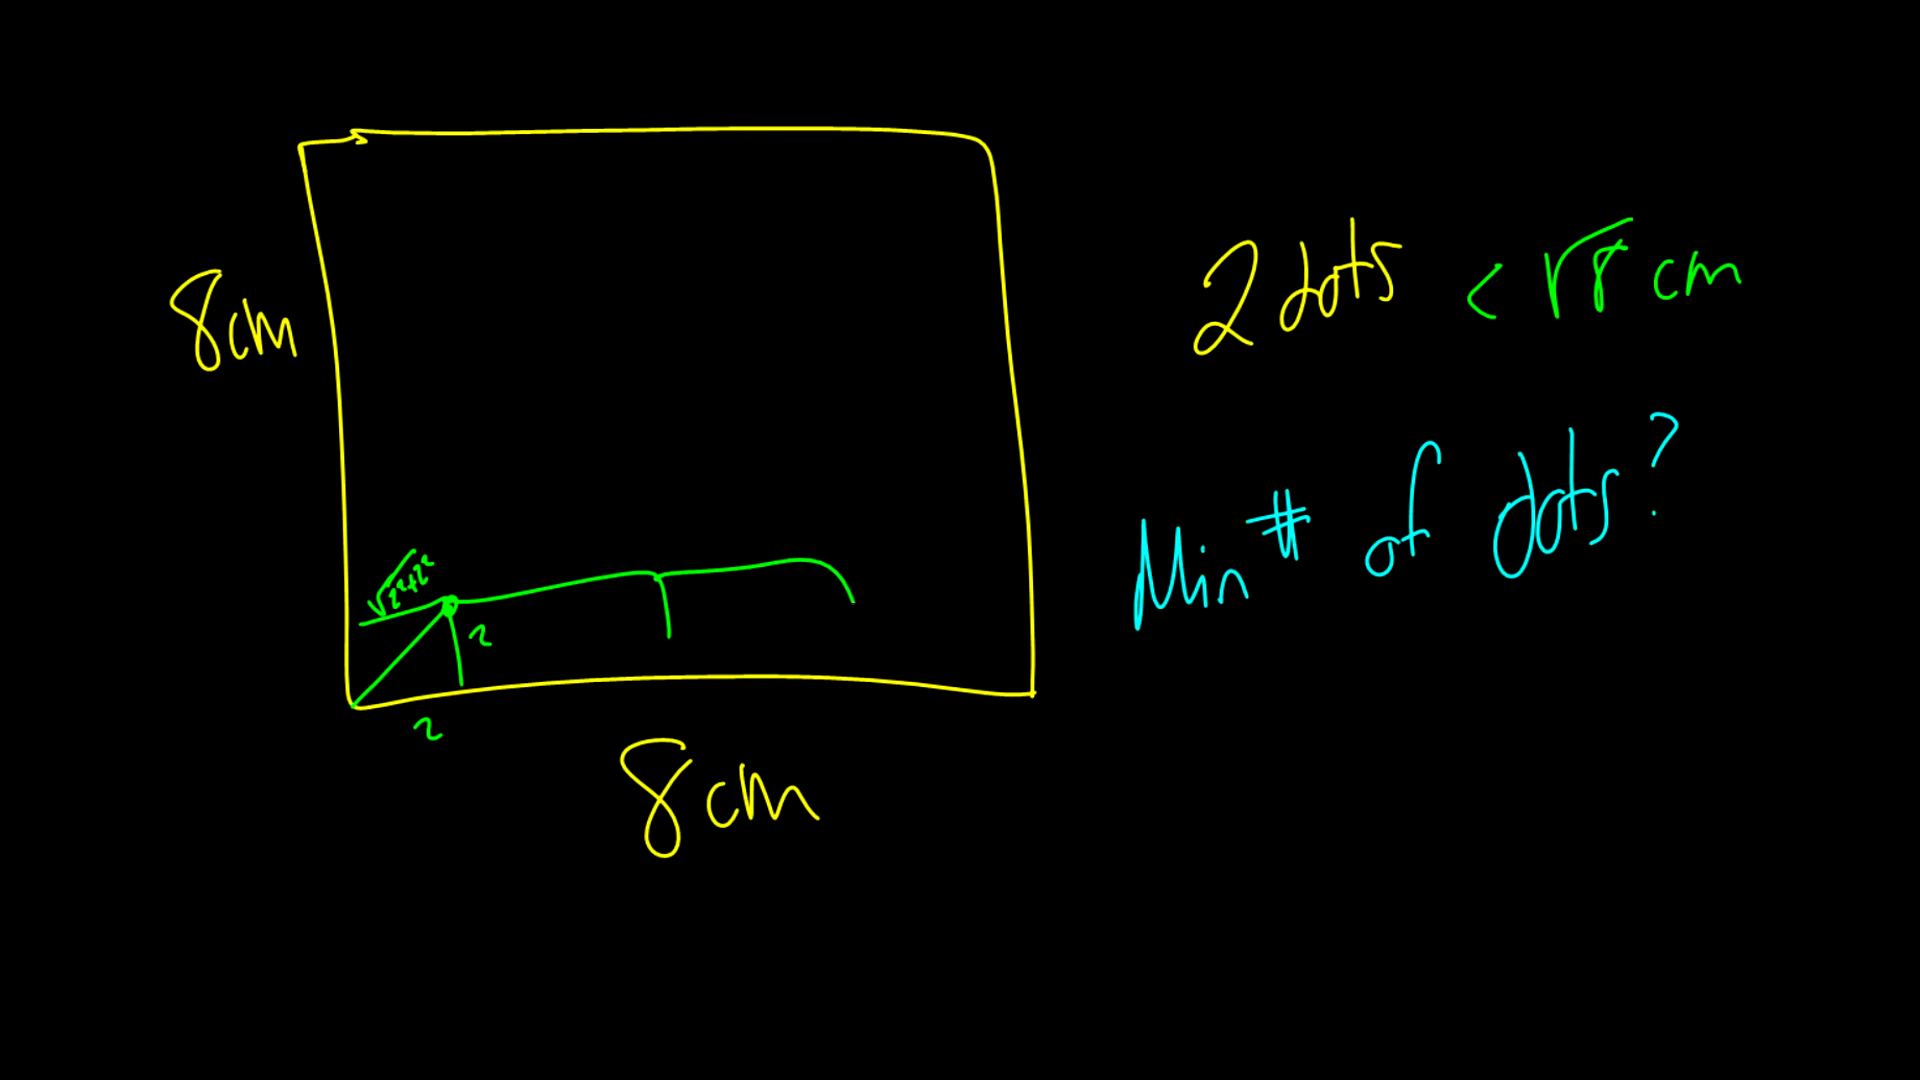 8cm
2 dots < √8 cm
Min # of dots?
√2²+2²
2
2
8cm